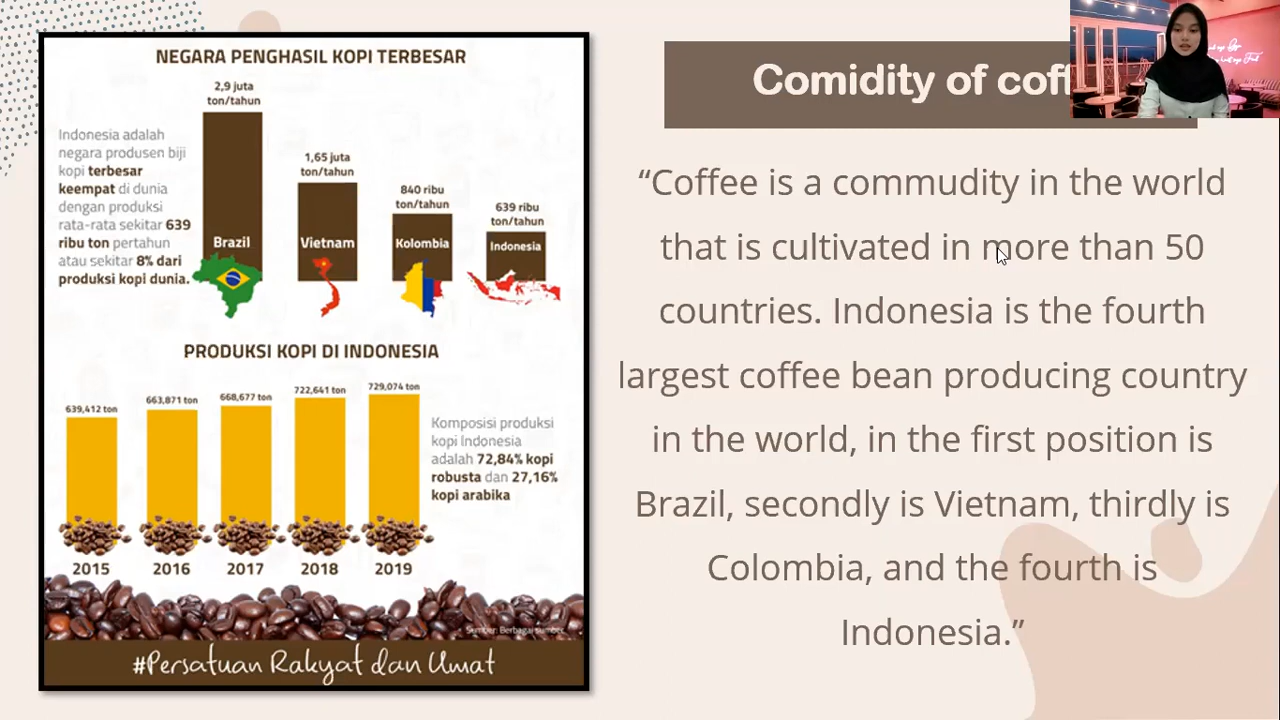 NEGARA PENGHASIL KOPI TERBESAR
2,9 juta
ton/tahun
1,65 juta
ton/tahun
840 ribu
ton/tahun
639 ribu
ton/tahun
Indonesia adalah
negara produsen biji
kopi terbesar
keempat di dunia
dengan produksi
rata-rata sekitar 639
ribu ton pertahun
atau sekitar 8% dari
produksi kopi dunia.
Brazil
Vietnam
Kolombia
Indonesia
PRODUKSI KOPI DI INDONESIA
639,412 ton
663,871 ton
668,677 ton
722,641 ton
729,074 ton
Komposisi produksi
kopi Indonesia
adalah 72,84% kopi
robusta dan 27,16%
kopi arabika
2015
2016
2017
2018
2019
Sumber: Berbagai sumber
#Persatuan Rakyat dan Umat
Comidity of coff
“Coffee is a commudity in the world
that is cultivated in more than 50
countries. Indonesia is the fourth
largest coffee bean producing country
in the world, in the first position is
Brazil, secondly is Vietnam, thirdly is
Colombia, and the fourth is
Indonesia.”